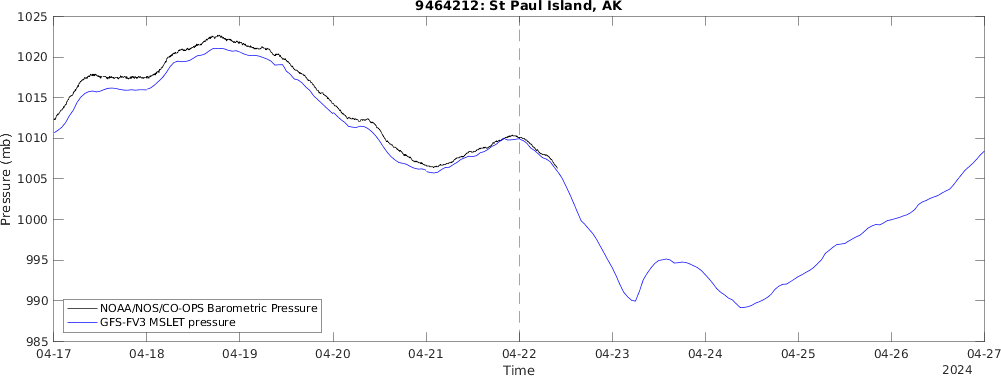 9464212: St Paul Island, AK
1025
1020
1015
1010
1005
1000
995
990
985
Pressure (mb)
NOAA/NOS/CO-OPS Barometric Pressure
GFS-FV3 MSLET pressure
04-17 04-18 04-19 04-20 04-21 04-22 04-23 04-24 04-25 04-26 04-27
Time
2024